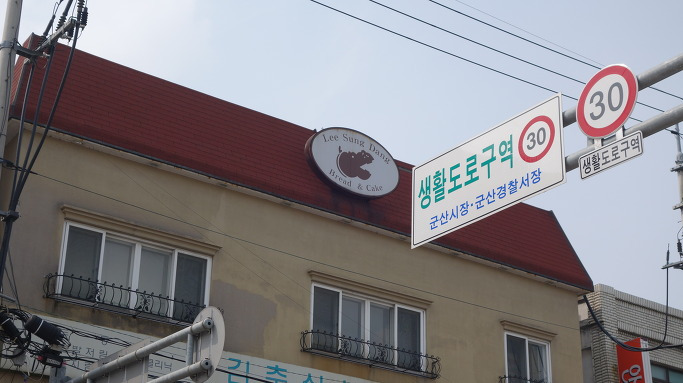 Lee Sung Dang
Bread & Cake
생활도로구역
30
군산시장·군산경찰서장
30
생활도로구역